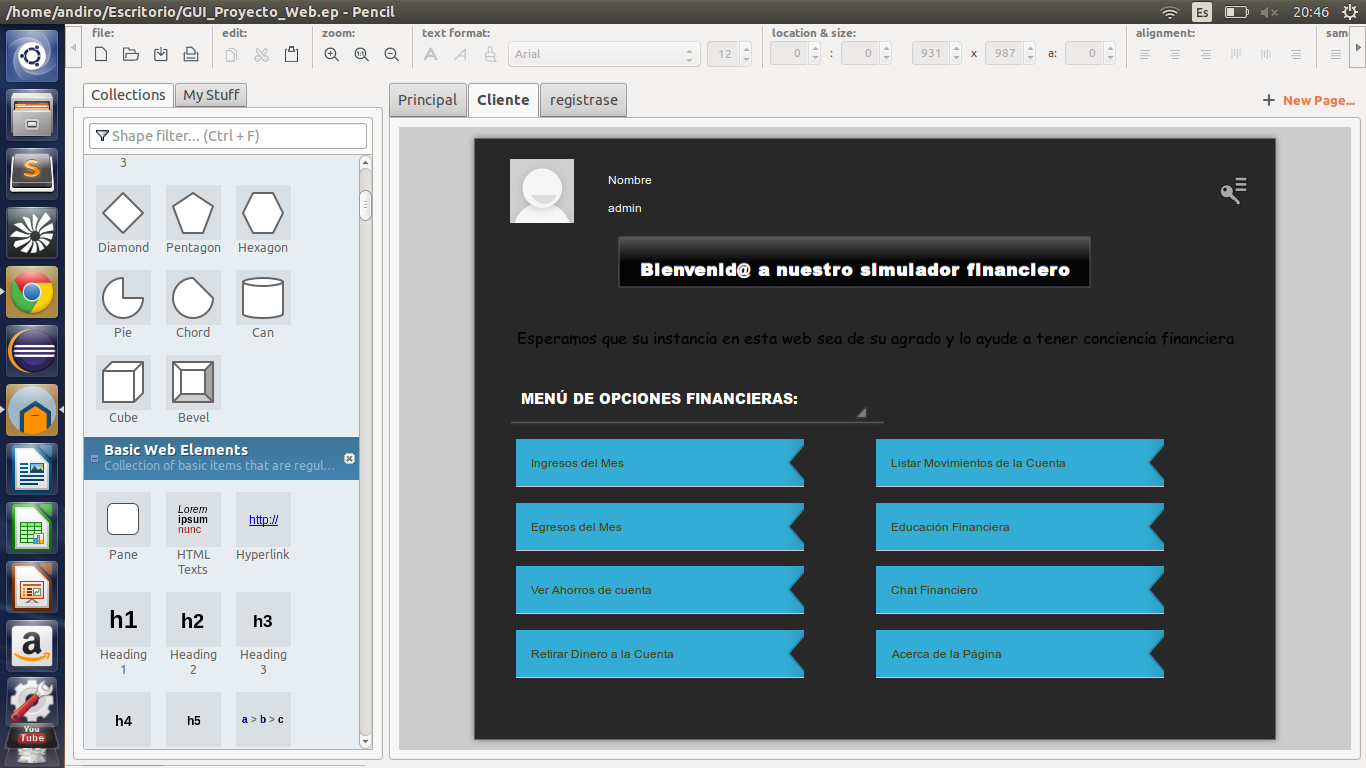 /home/andiro/Escritorio/GUI_Proyecto_Web.ep - Pencil
Es
20:46
file:
edit:
zoom:
text format:
location & size:
alignment:
sam
Arial
12
0
:
0
931
x
987
a:
0
Collections
My Stuff
Principal
Cliente
registrase
New Page...
Shape filter... (Ctrl + F)
3
Diamond
Pentagon
Hexagon
Pie
Chord
Can
Cube
Bevel
Basic Web Elements
Collection of basic items that are regul...
Lorem
ipsum
nunc
http://
Pane
HTML
Texts
Hyperlink
h1
h2
h3
Heading
1
Heading
2
Heading
3
h4
h5
a > b > c
S
a
You
Tube
Nombre
admin
Bienvenid@ a nuestro simulador financiero
Esperamos que su instancia en esta web sea de su agrado y lo ayude a tener conciencia financiera
MENÚ DE OPCIONES FINANCIERAS:
Ingresos del Mes
Listar Movimientos de la Cuenta
Egresos del Mes
Educación Financiera
Ver Ahorros de cuenta
Chat Financiero
Retirar Dinero a la Cuenta
Acerca de la Página